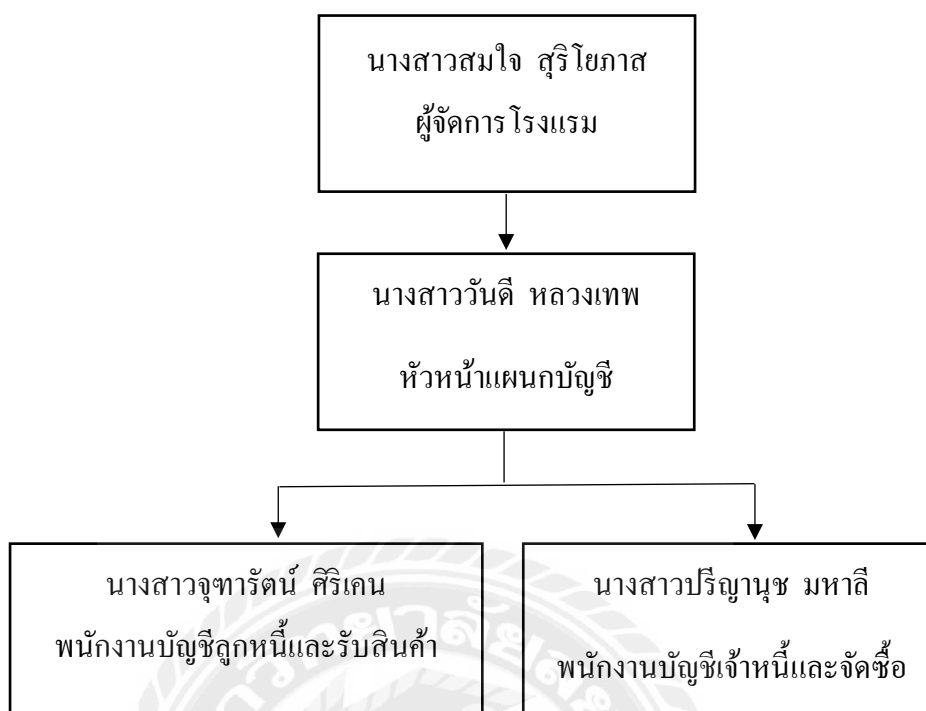 นางสาวสมใจ สุริโยภาส
ผู้จัดการโรงแรม
นางสาววันดี หลวงเทพ
หัวหน้าแผนกบัญชี
นางสาวจุฑารัตน์ ศิริเคน
พนักงานบัญชีลูกหนี้และรับสินค้า
นางสาวปรีญานุช มหาลี
พนักงานบัญชีเจ้าหนี้และจัดซื้อ